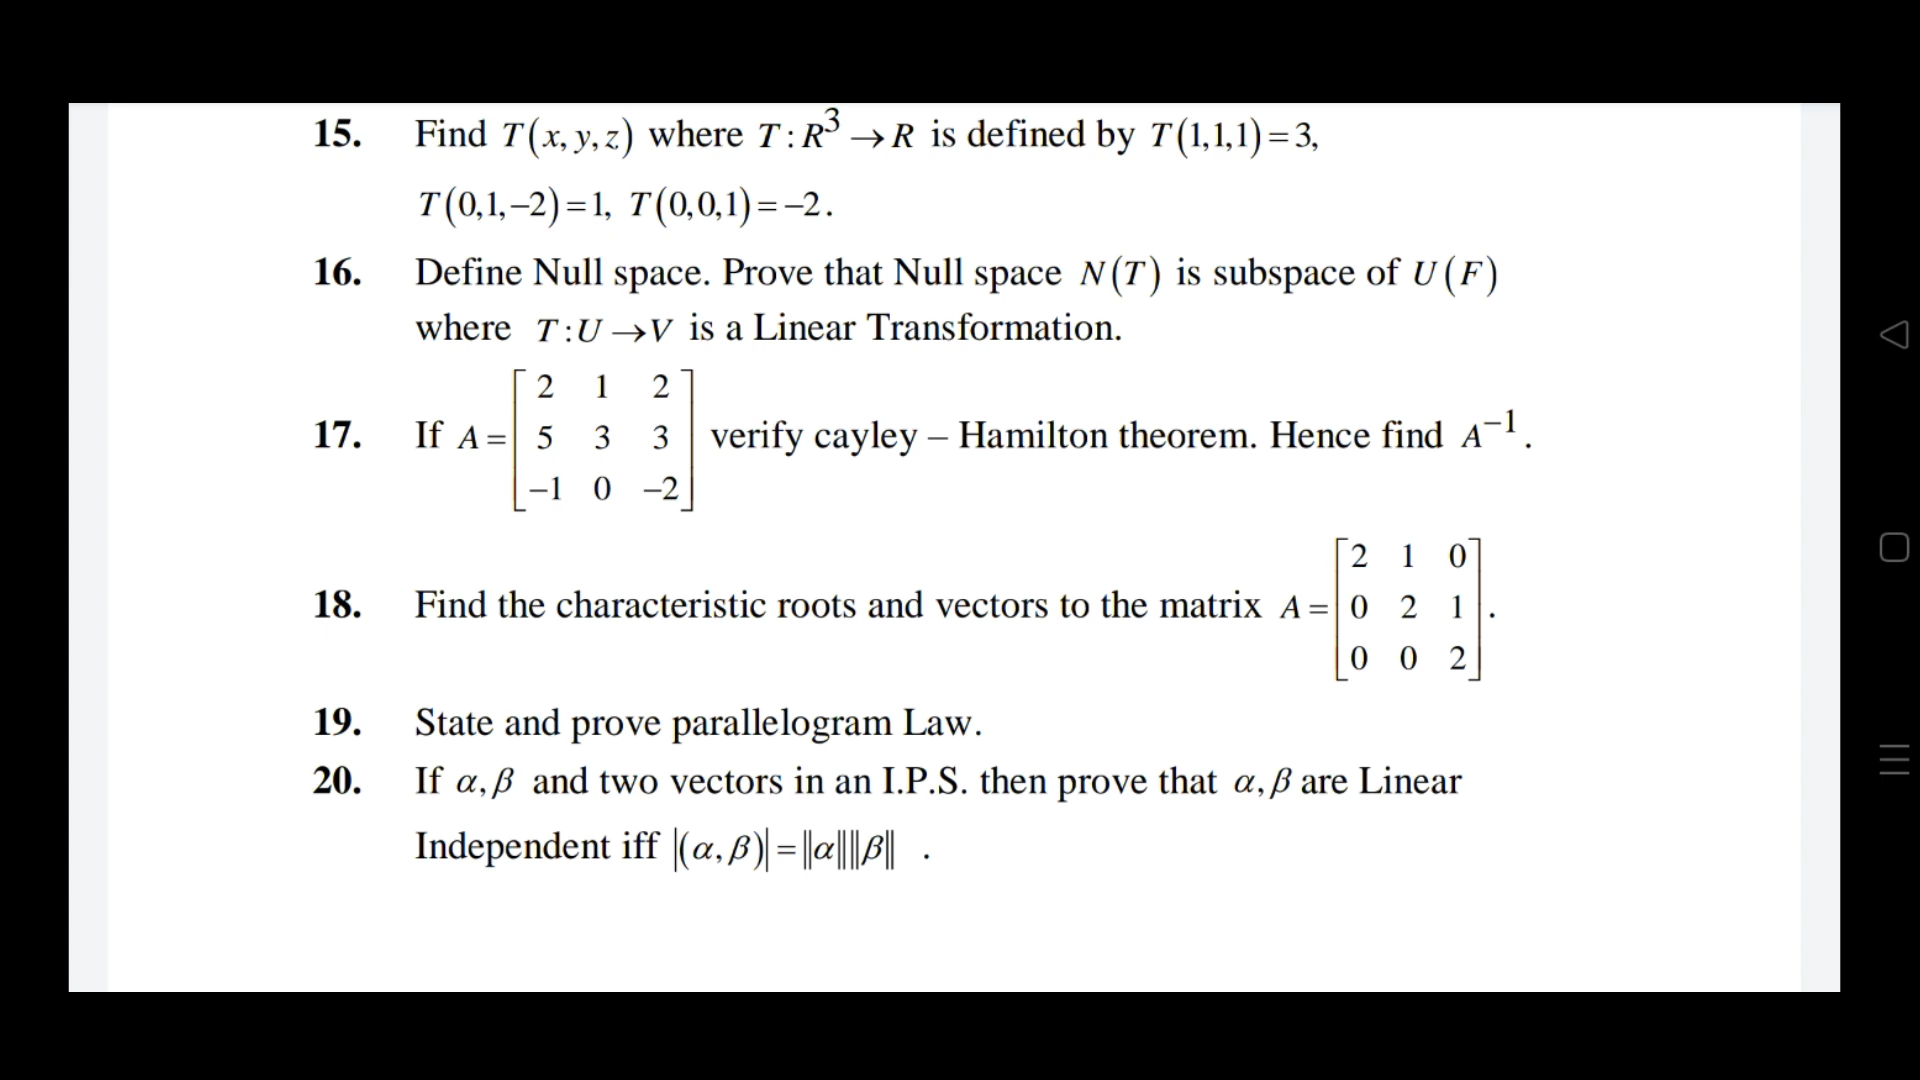 15. Find T(x, y, z) where T : R³ → R is defined by T(1,1,1) = 3,
T(0,1,–2) = 1, T(0,0,1) = –2.
16. Define Null space. Prove that Null space N(T) is subspace of U(F)
where T : U → V is a Linear Transformation.
2 1 2
17. If A = [5 3 3] verify cayley – Hamilton theorem. Hence find A⁻¹.
–1 0 –2
2 1 0
18. Find the characteristic roots and vectors to the matrix A = [0 2 1].
0 0 2
19. State and prove parallelogram Law.
20. If α, β and two vectors in an I.P.S. then prove that α, β are Linear
Independent iff |(α, β)| = ‖α‖‖β‖ .